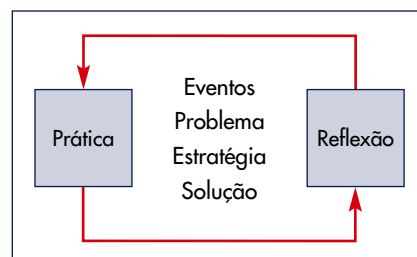 Prática
Eventos
Problema
Estratégia
Solução
Reflexão